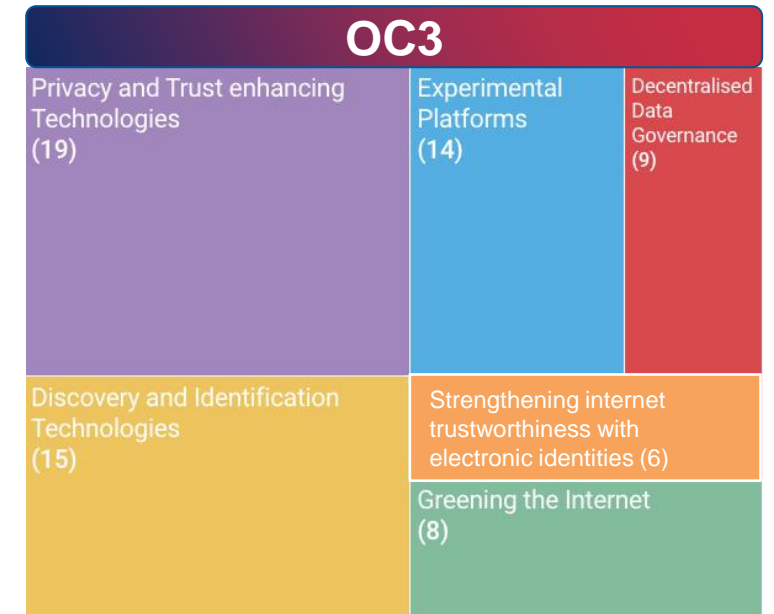 OC3
Privacy and Trust enhancing
Technologies
(19)
Experimental
Platforms
(14)
Decentralised
Data
Governance
(9)
Discovery and Identification
Technologies
(15)
Strengthening internet
trustworthiness with
electronic identities (6)
Greening the Internet
(8)